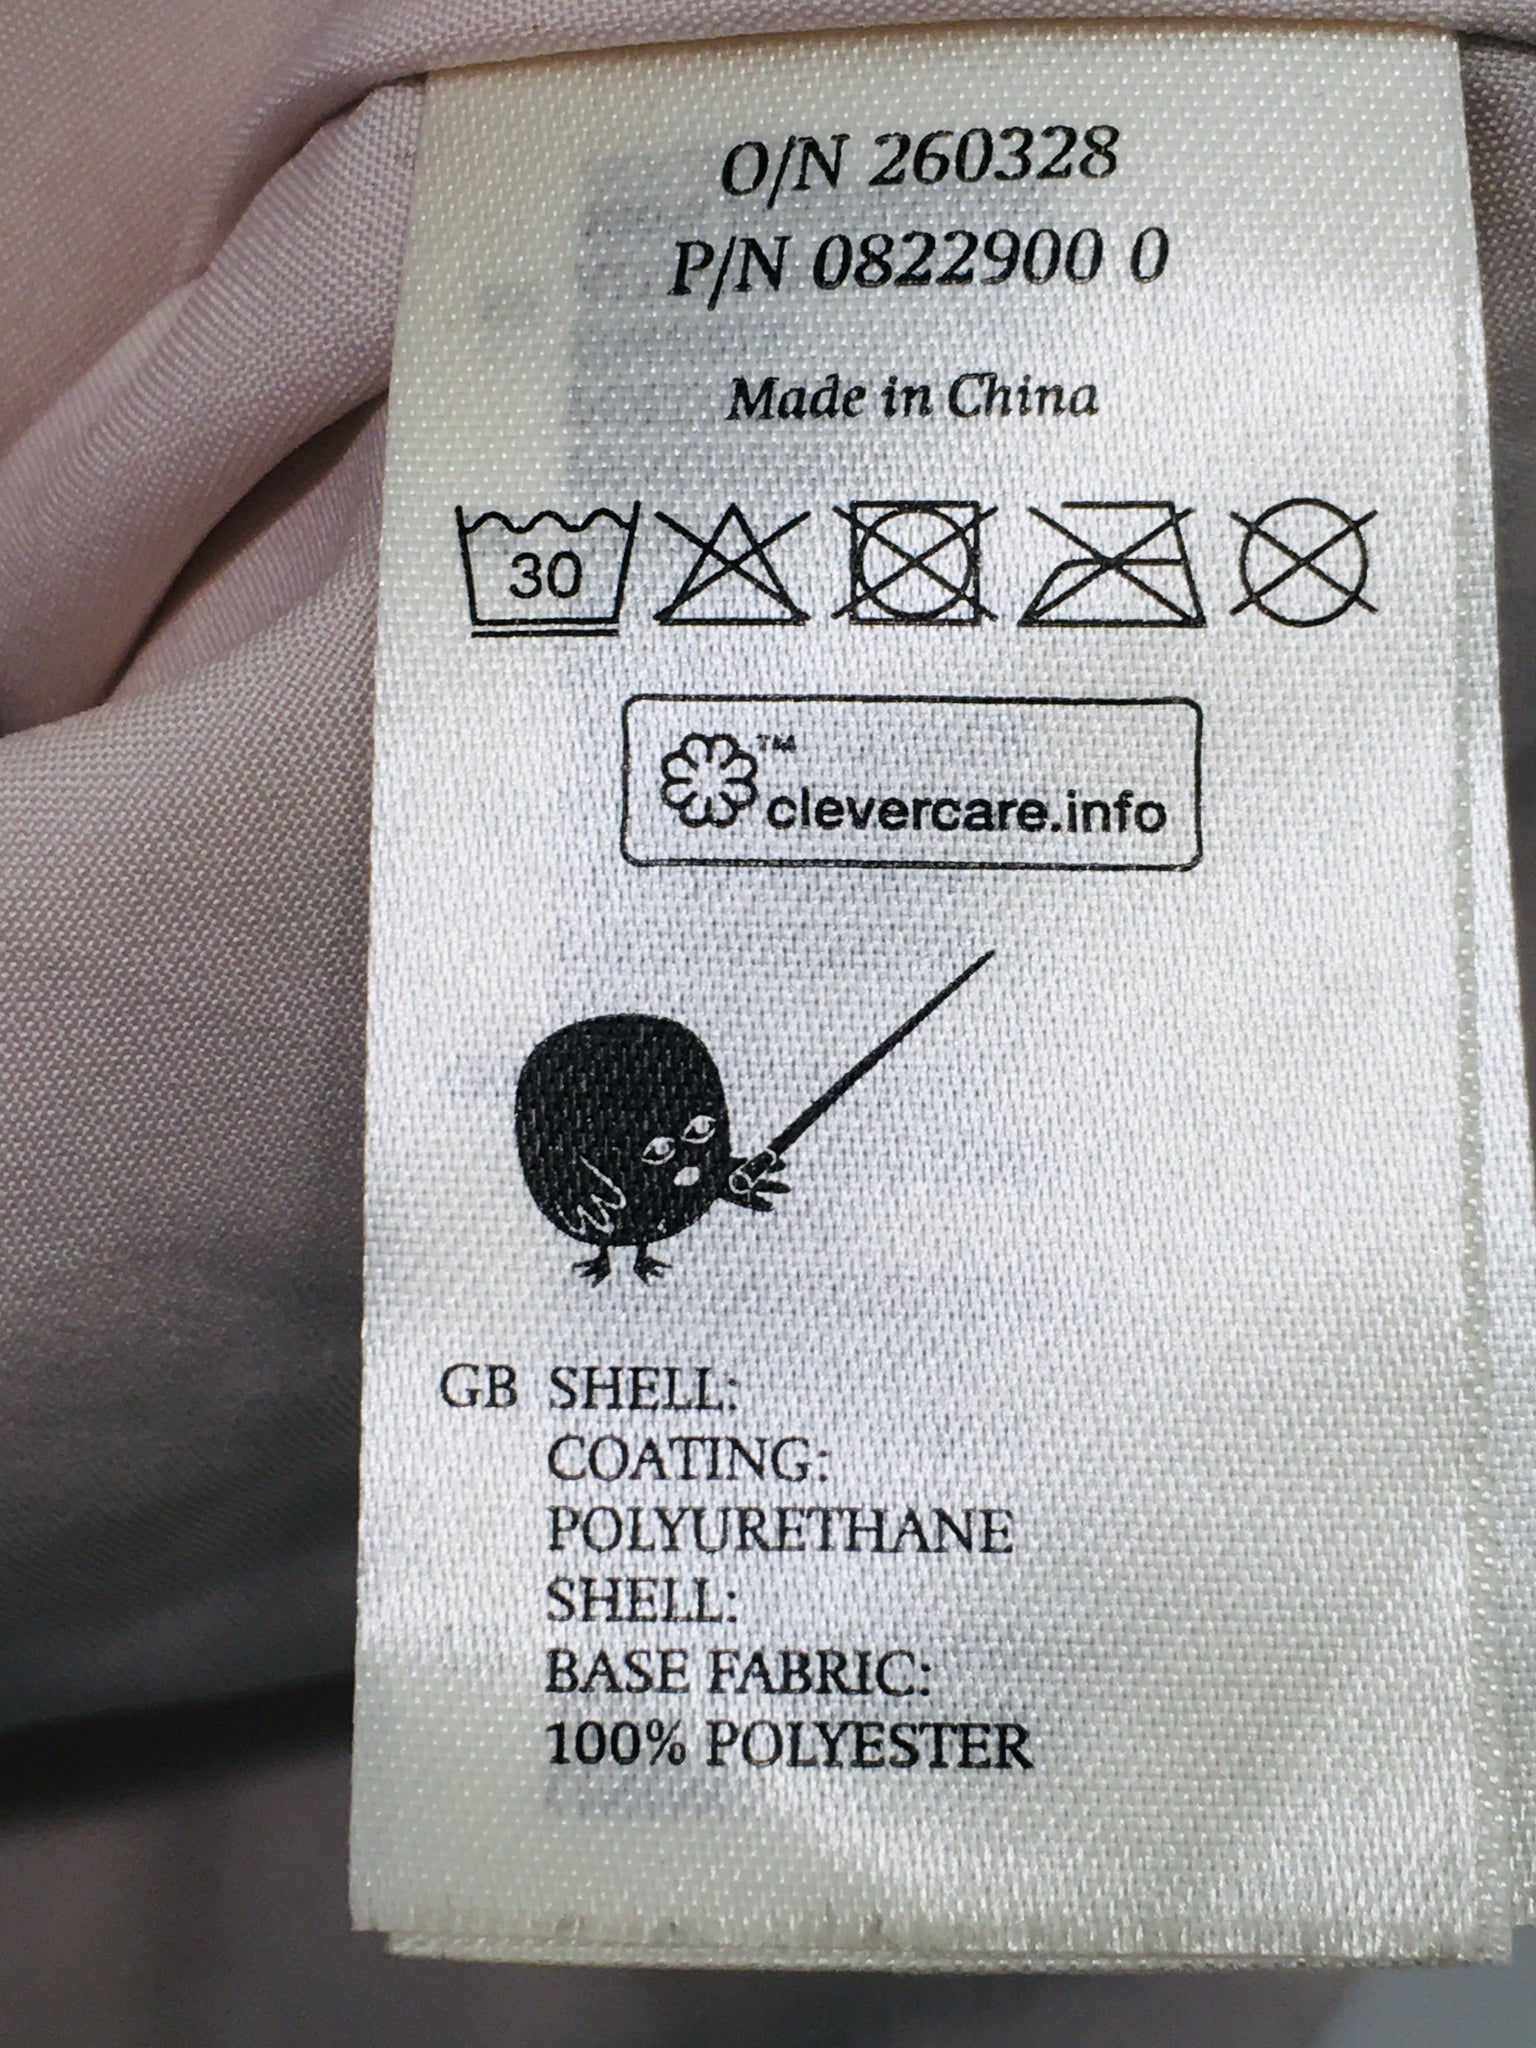 O/N 260328
P/N 0822900 0
Made in China
30
™
clevercare.info
GB SHELL:
COATING:
POLYURETHANE
SHELL:
BASE FABRIC:
100% POLYESTER